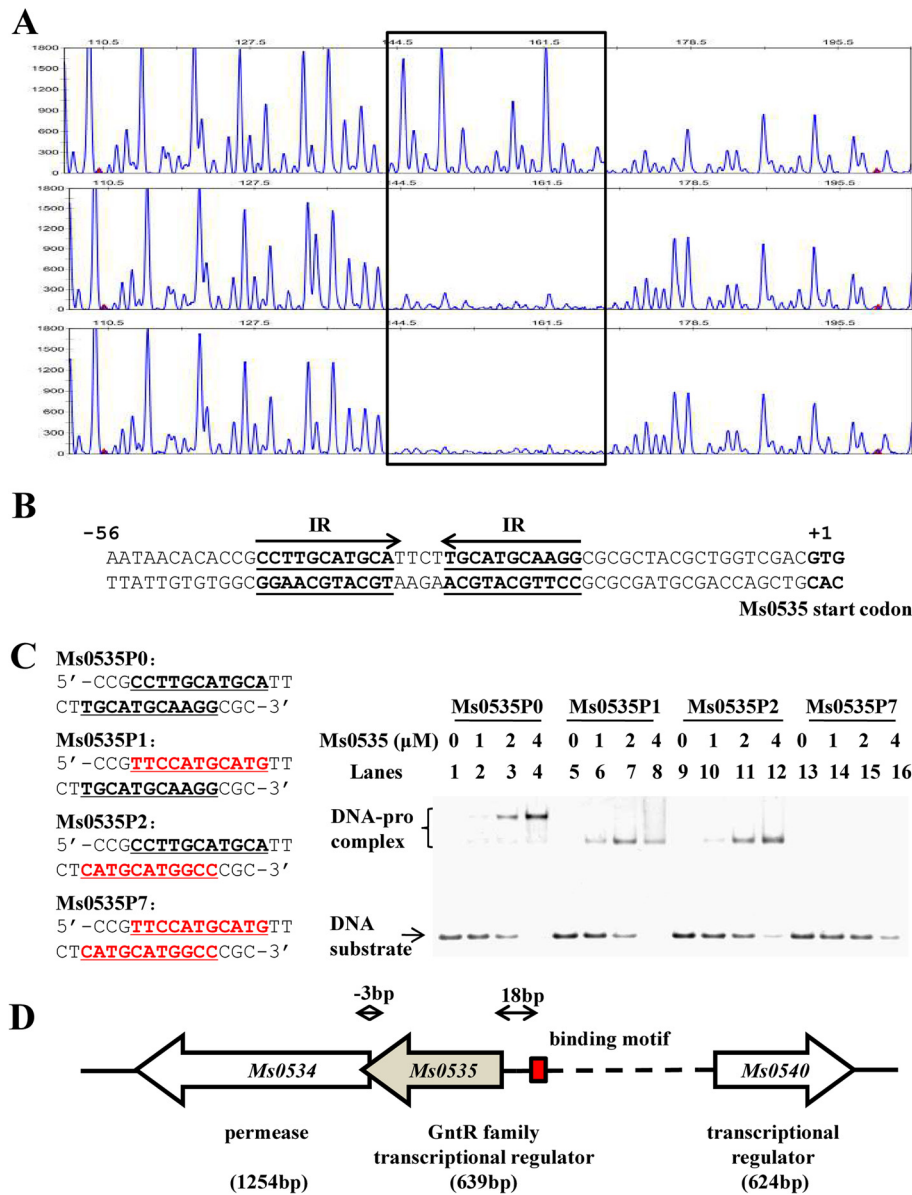 A
110.5 127.5 144.5 161.5 178.5 195.5
1800
1500
1200
900
600
300
0
110.5 127.5 144.5 161.5 178.5 195.5
1800
1500
1200
900
600
300
0
110.5 127.5 144.5 161.5 178.5 195.5
1800
1500
1200
900
600
300
0
B
IR IR
-56 +1
AATAACACACCGCCTTGCATGCATTCTTGCATGCAAGGCGCGCTACGCTGGTCGACGTG
TTATTGTGTGGCGGAACGTACGTAAGAACGTACGTTCCGCGCGATGCGACCAGCTGCAC
Ms0535 start codon
C
Ms0535P0:
5′-CCGCCTTGCATGCATT
CTTGCATGCAAGGCGC-3′
Ms0535P1:
5′-CCGTTCCATGCATGTT
CTTGCATGCAAGGCGC-3′
Ms0535P2:
5′-CCGCCTTGCATGCATT
CTCATGCATGGCCCGC-3′
Ms0535P7:
5′-CCGTTCCATGCATGTT
CTCATGCATGGCCCGC-3′
Ms0535P0 Ms0535P1 Ms0535P2 Ms0535P7
Ms0535 (μM) 0 1 2 4 0 1 2 4 0 1 2 4 0 1 2 4
Lanes 1 2 3 4 5 6 7 8 9 10 11 12 13 14 15 16
DNA-pro
complex
DNA
substrate
D
-3bp 18bp
binding motif
Ms0534 Ms0535 Ms0540
permease GntR family transcriptional
transcriptional regulator regulator
(1254bp) (639bp) (624bp)